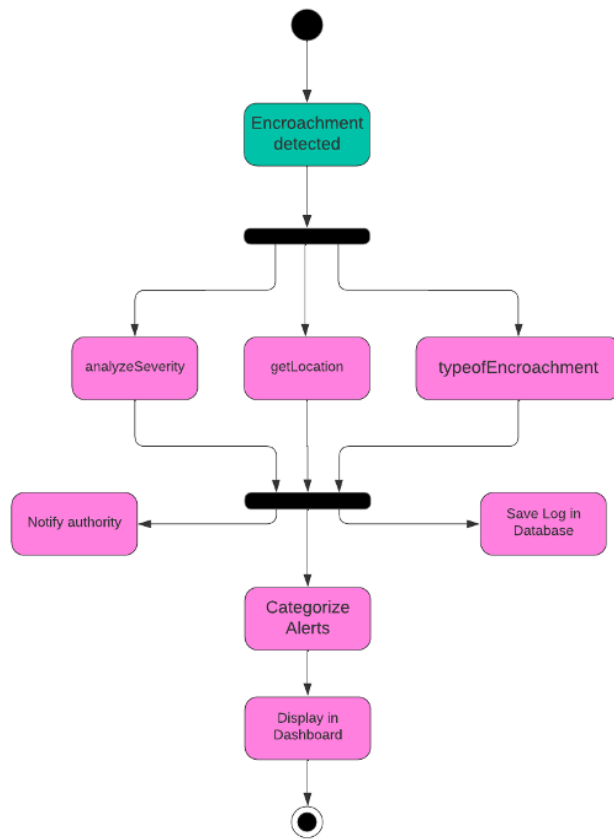 Encroachment
detected
analyzeSeverity
getLocation
typeofEncroachment
Notify authority
Save Log in
Database
Categorize
Alerts
Display in
Dashboard